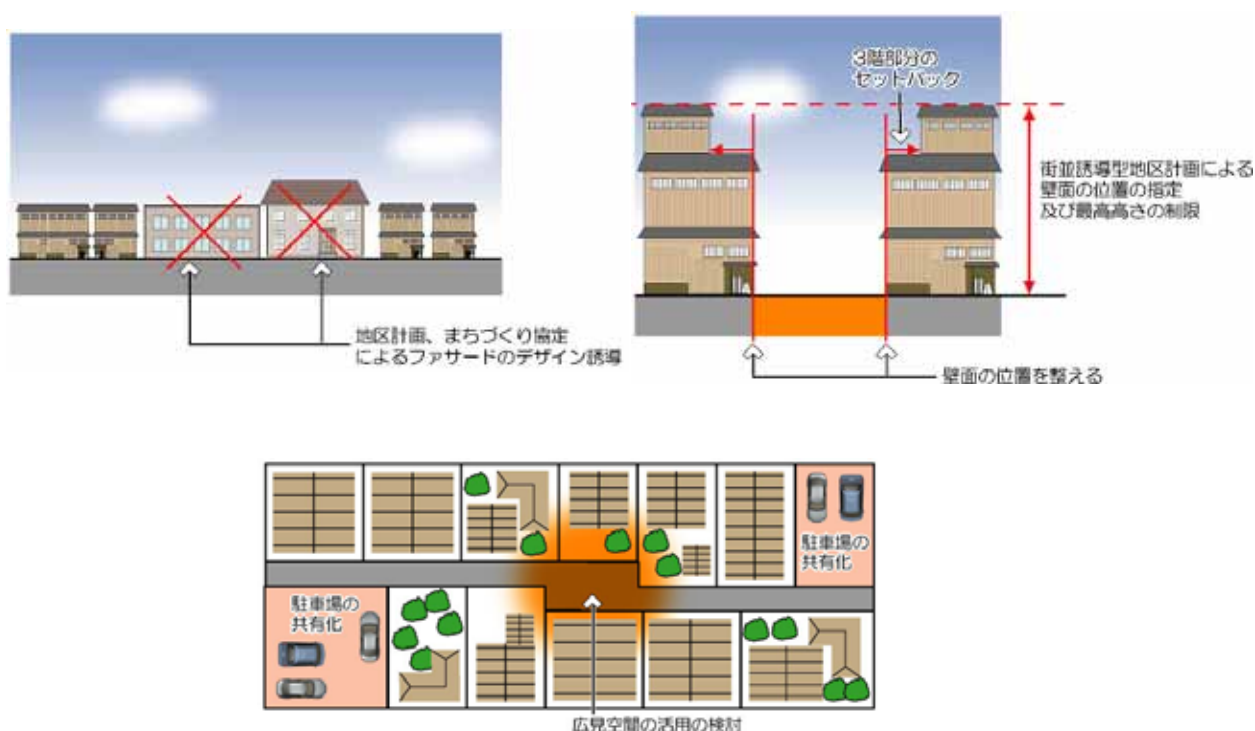 地区計画、まちづくり協定
によるファサードのデザイン誘導
3階部分の
セットバック
街並誘導型地区計画による
壁面の位置の指定
及び最高高さの制限
壁面の位置を整える
駐車場の
共有化
駐車場の
共有化
広見空間の活用の検討